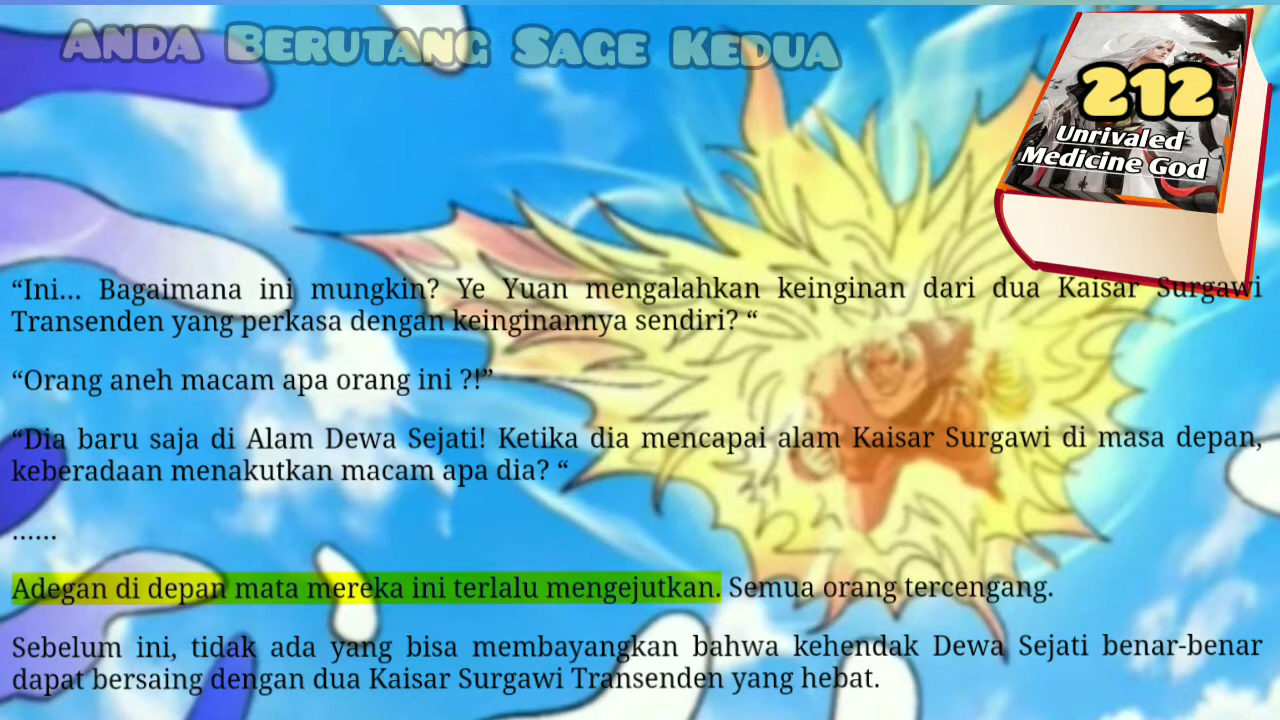 Anda Berutang Sage Kedua
212
Unrivaled
Medicine God
“Ini... Bagaimana ini mungkin? Ye Yuan mengalahkan keinginan dari dua Kaisar Surgawi
Transenden yang perkasa dengan keinginannya sendiri? “
“Orang aneh macam apa orang ini ?!”
“Dia baru saja di Alam Dewa Sejati! Ketika dia mencapai alam Kaisar Surgawi di masa depan,
keberadaan menakutkan macam apa dia? “
......
Adegan di depan mata mereka ini terlalu mengejutkan. Semua orang tercengang.
Sebelum ini, tidak ada yang bisa membayangkan bahwa kehendak Dewa Sejati benar-benar
dapat bersaing dengan dua Kaisar Surgawi Transenden yang hebat.